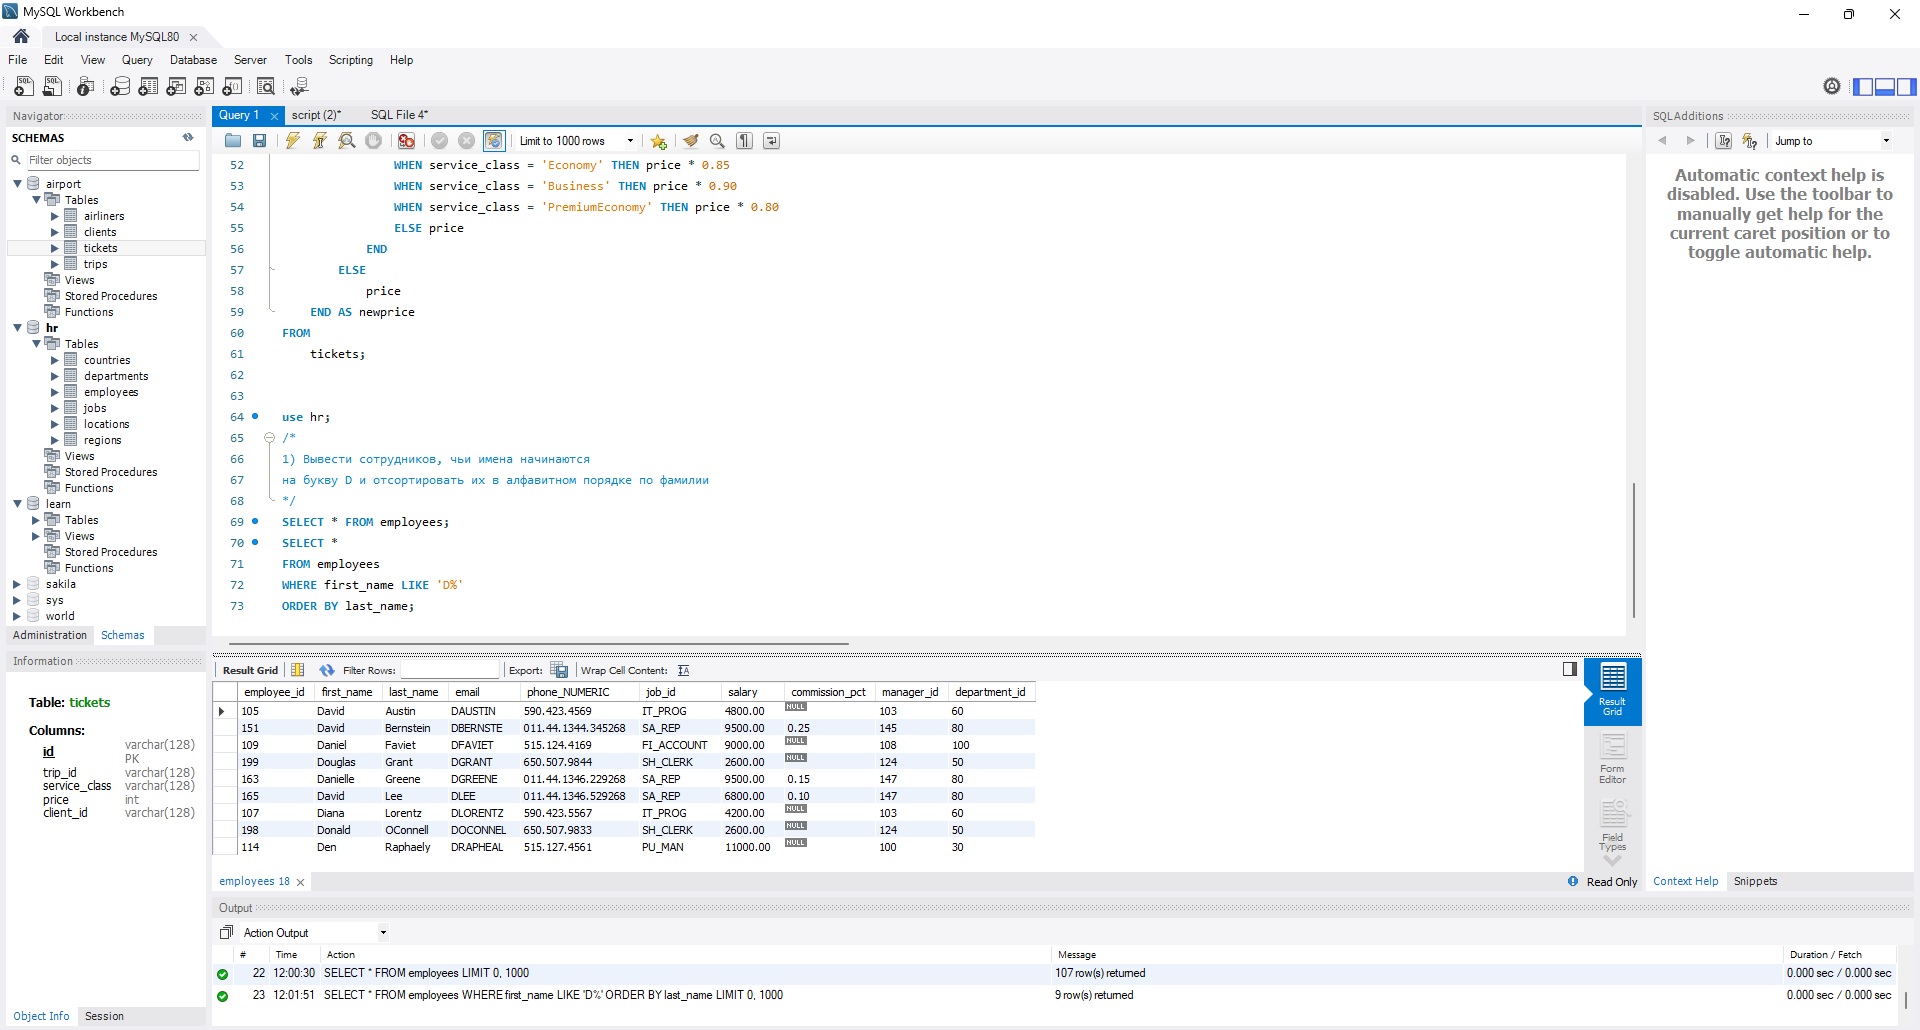 MySQL Workbench
Local instance MySQL80
File Edit View Query Database Server Tools Scripting Help
Navigator
SCHEMAS
Filter objects
airport
Tables
airliners
clients
tickets
trips
Views
Stored Procedures
Functions
hr
Tables
countries
departments
employees
jobs
locations
regions
Views
Stored Procedures
Functions
learn
Tables
Views
Stored Procedures
Functions
sakila
sys
world
Administration Schemas
Information
Table: tickets
Columns:
id varchar(128) PK
trip_id varchar(128)
service_class varchar(128)
price int
client_id varchar(128)
Object Info Session
Query 1 script (2)* SQL File 4*
Limit to 1000 rows
52 WHEN service_class = 'Economy' THEN price * 0.85
53 WHEN service_class = 'Business' THEN price * 0.90
54 WHEN service_class = 'PremiumEconomy' THEN price * 0.80
55 ELSE price
56 END
57 ELSE
58 price
59 END AS newprice
60 FROM
61 tickets;
62
63
64 use hr;
65 /*
66 1) Вывести сотрудников, чьи имена начинаются
67 на букву D и отсортировать их в алфавитном порядке по фамилии
68 */
69 SELECT * FROM employees;
70 SELECT *
71 FROM employees
72 WHERE first_name LIKE 'D%'
73 ORDER BY last_name;
Result Grid Filter Rows: Export: Wrap Cell Content:
employee_id first_name last_name email phone_NUMERIC job_id salary commission_pct manager_id department_id
105 David Austin DAUSTIN 590.423.4569 IT_PROG 4800.00 NULL 103 60
151 David Bernstein DBERNSTE 011.44.1344.345268 SA_REP 9500.00 0.25 145 80
109 Daniel Faviet DFAVIET 515.124.4169 FI_ACCOUNT 9000.00 NULL 108 100
199 Douglas Grant DGRANT 650.507.9844 SH_CLERK 2600.00 NULL 124 50
163 Danielle Greene DGREENE 011.44.1346.229268 SA_REP 9500.00 0.15 147 80
165 David Lee DLEE 011.44.1346.529268 SA_REP 6800.00 0.10 147 80
107 Diana Lorentz DLORENTZ 590.423.5567 IT_PROG 4200.00 NULL 103 60
198 Donald OConnell DOCONNEL 650.507.9833 SH_CLERK 2600.00 NULL 124 50
114 Den Raphaely DRAPHEAL 515.127.4561 PU_MAN 11000.00 NULL 100 30
Result Grid
Form Editor
Field Types
employees 18 Read Only
Output
Action Output
# Time Action Message Duration / Fetch
22 12:00:30 SELECT * FROM employees LIMIT 0, 1000 107 row(s) returned 0.000 sec / 0.000 sec
23 12:01:51 SELECT * FROM employees WHERE first_name LIKE 'D%' ORDER BY last_name LIMIT 0, 1000 9 row(s) returned 0.000 sec / 0.000 sec
SQLAdditions
Jump to
Automatic context help is
disabled. Use the toolbar to
manually get help for the
current caret position or to
toggle automatic help.
Context Help Snippets